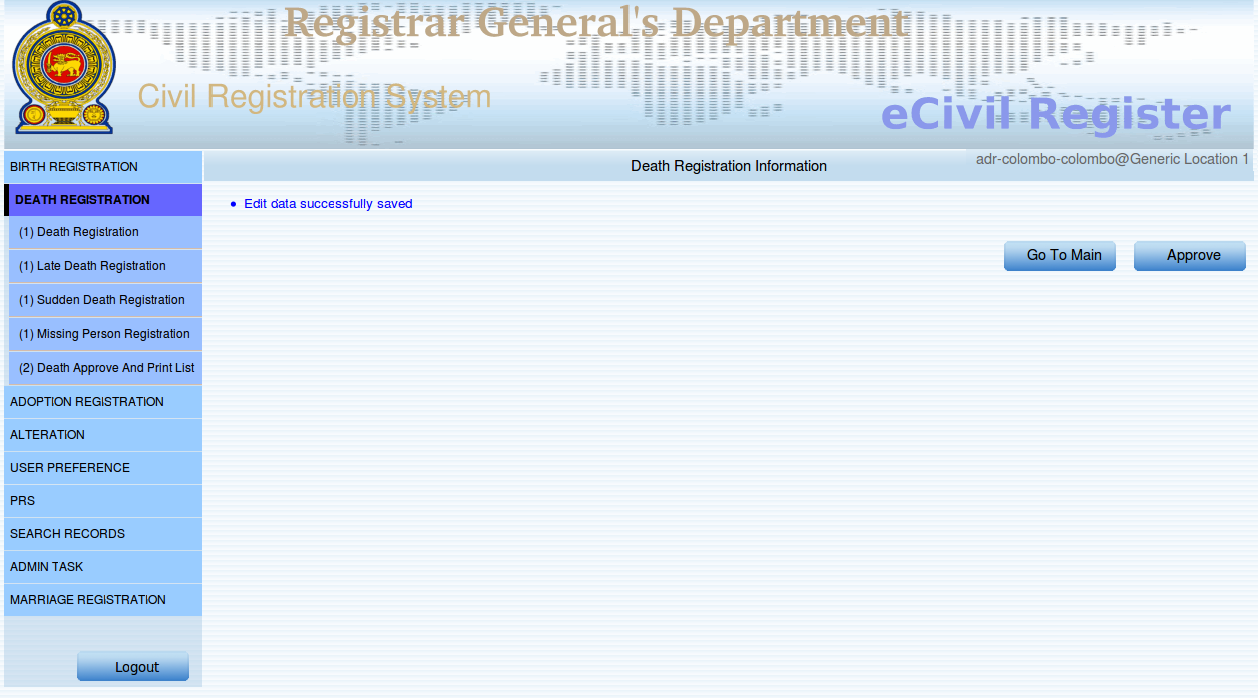 Registrar General's Department
Civil Registration System
eCivil Register
BIRTH REGISTRATION
DEATH REGISTRATION
(1) Death Registration
(1) Late Death Registration
(1) Sudden Death Registration
(1) Missing Person Registration
(2) Death Approve And Print List
ADOPTION REGISTRATION
ALTERATION
USER PREFERENCE
PRS
SEARCH RECORDS
ADMIN TASK
MARRIAGE REGISTRATION
Logout
Death Registration Information
adr-colombo-colombo@Generic Location 1
• Edit data successfully saved
Go To Main
Approve